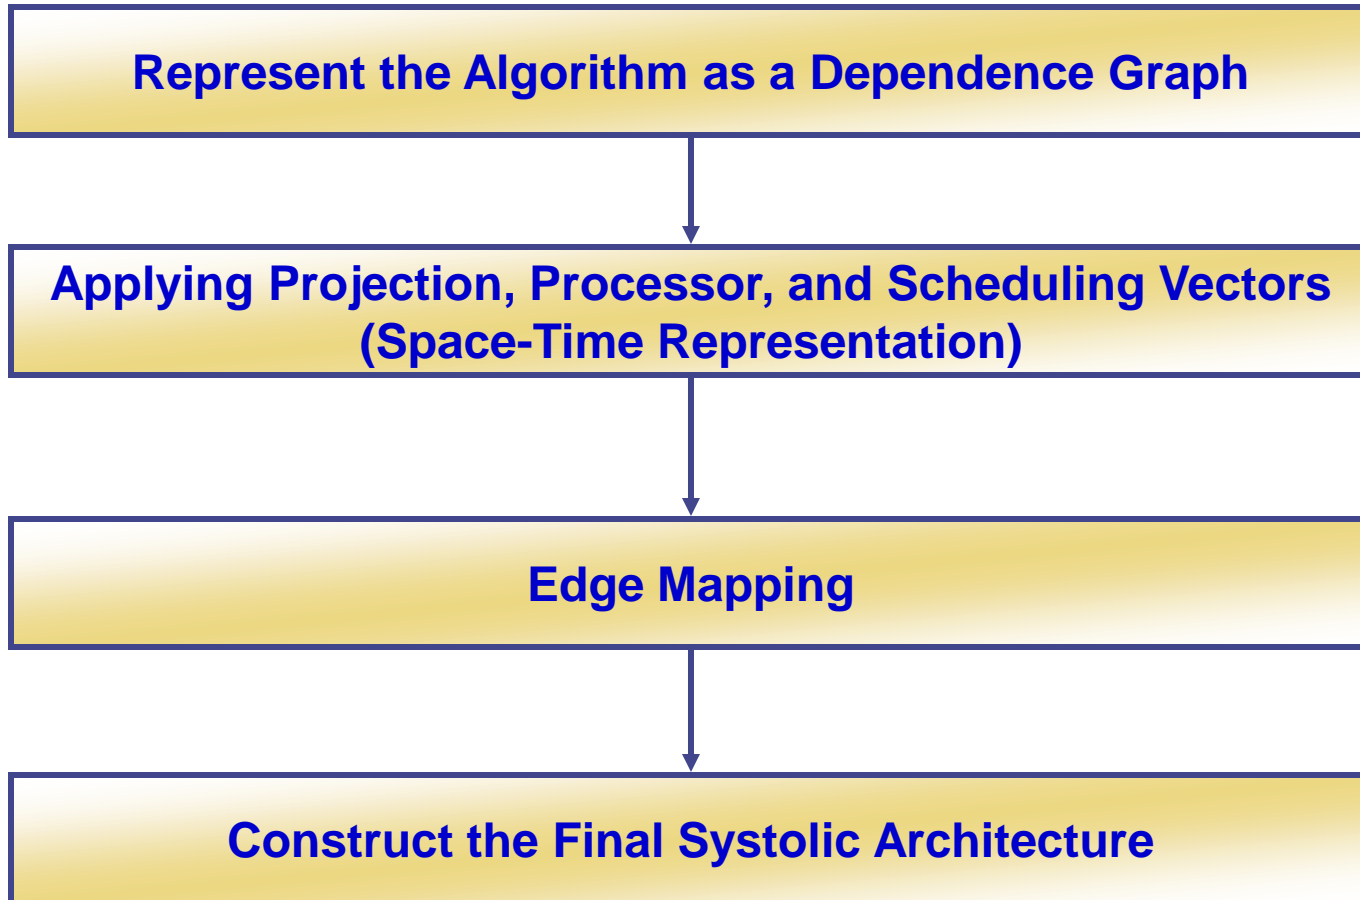 Represent the Algorithm as a Dependence Graph
Applying Projection, Processor, and Scheduling Vectors
(Space-Time Representation)
Edge Mapping
Construct the Final Systolic Architecture